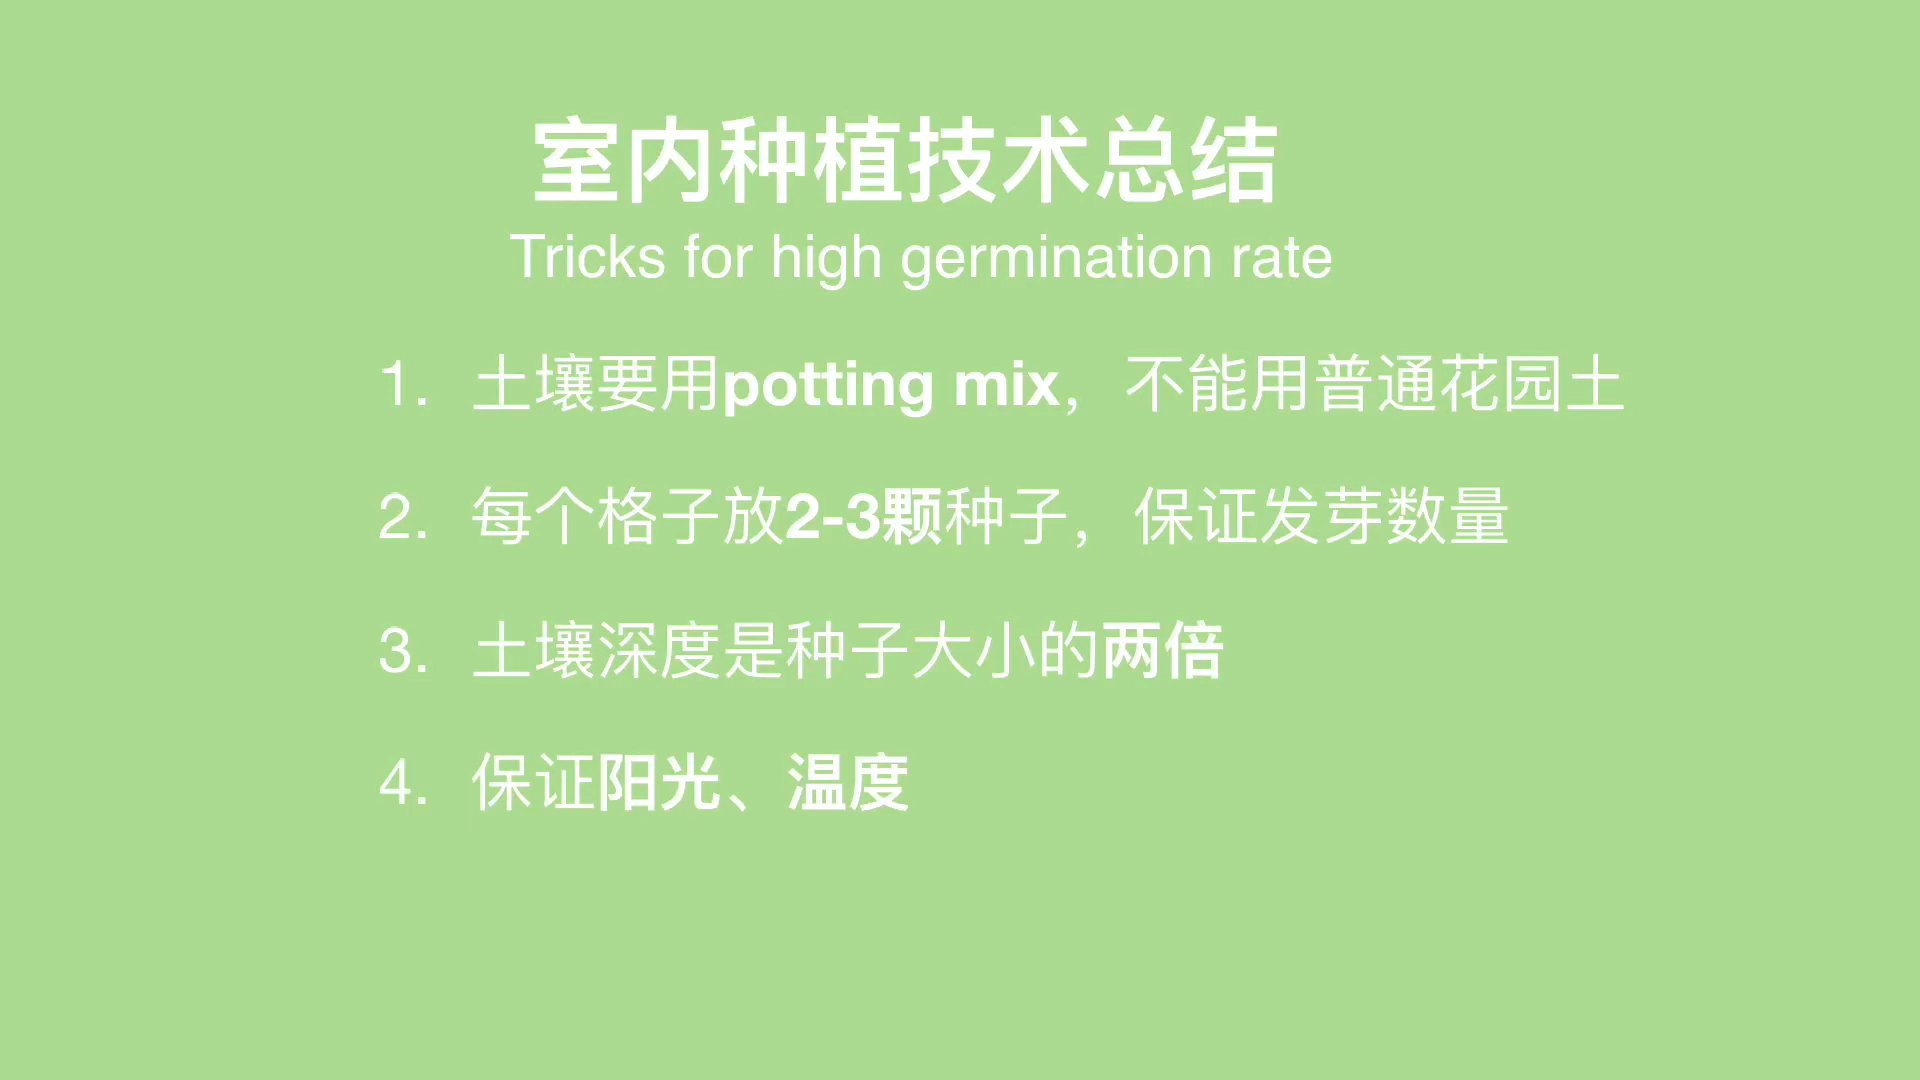 室内种植技术总结
Tricks for high germination rate
1. 土壤要用potting mix，不能用普通花园土
2. 每个格子放2-3颗种子，保证发芽数量
3. 土壤深度是种子大小的两倍
4. 保证阳光、温度